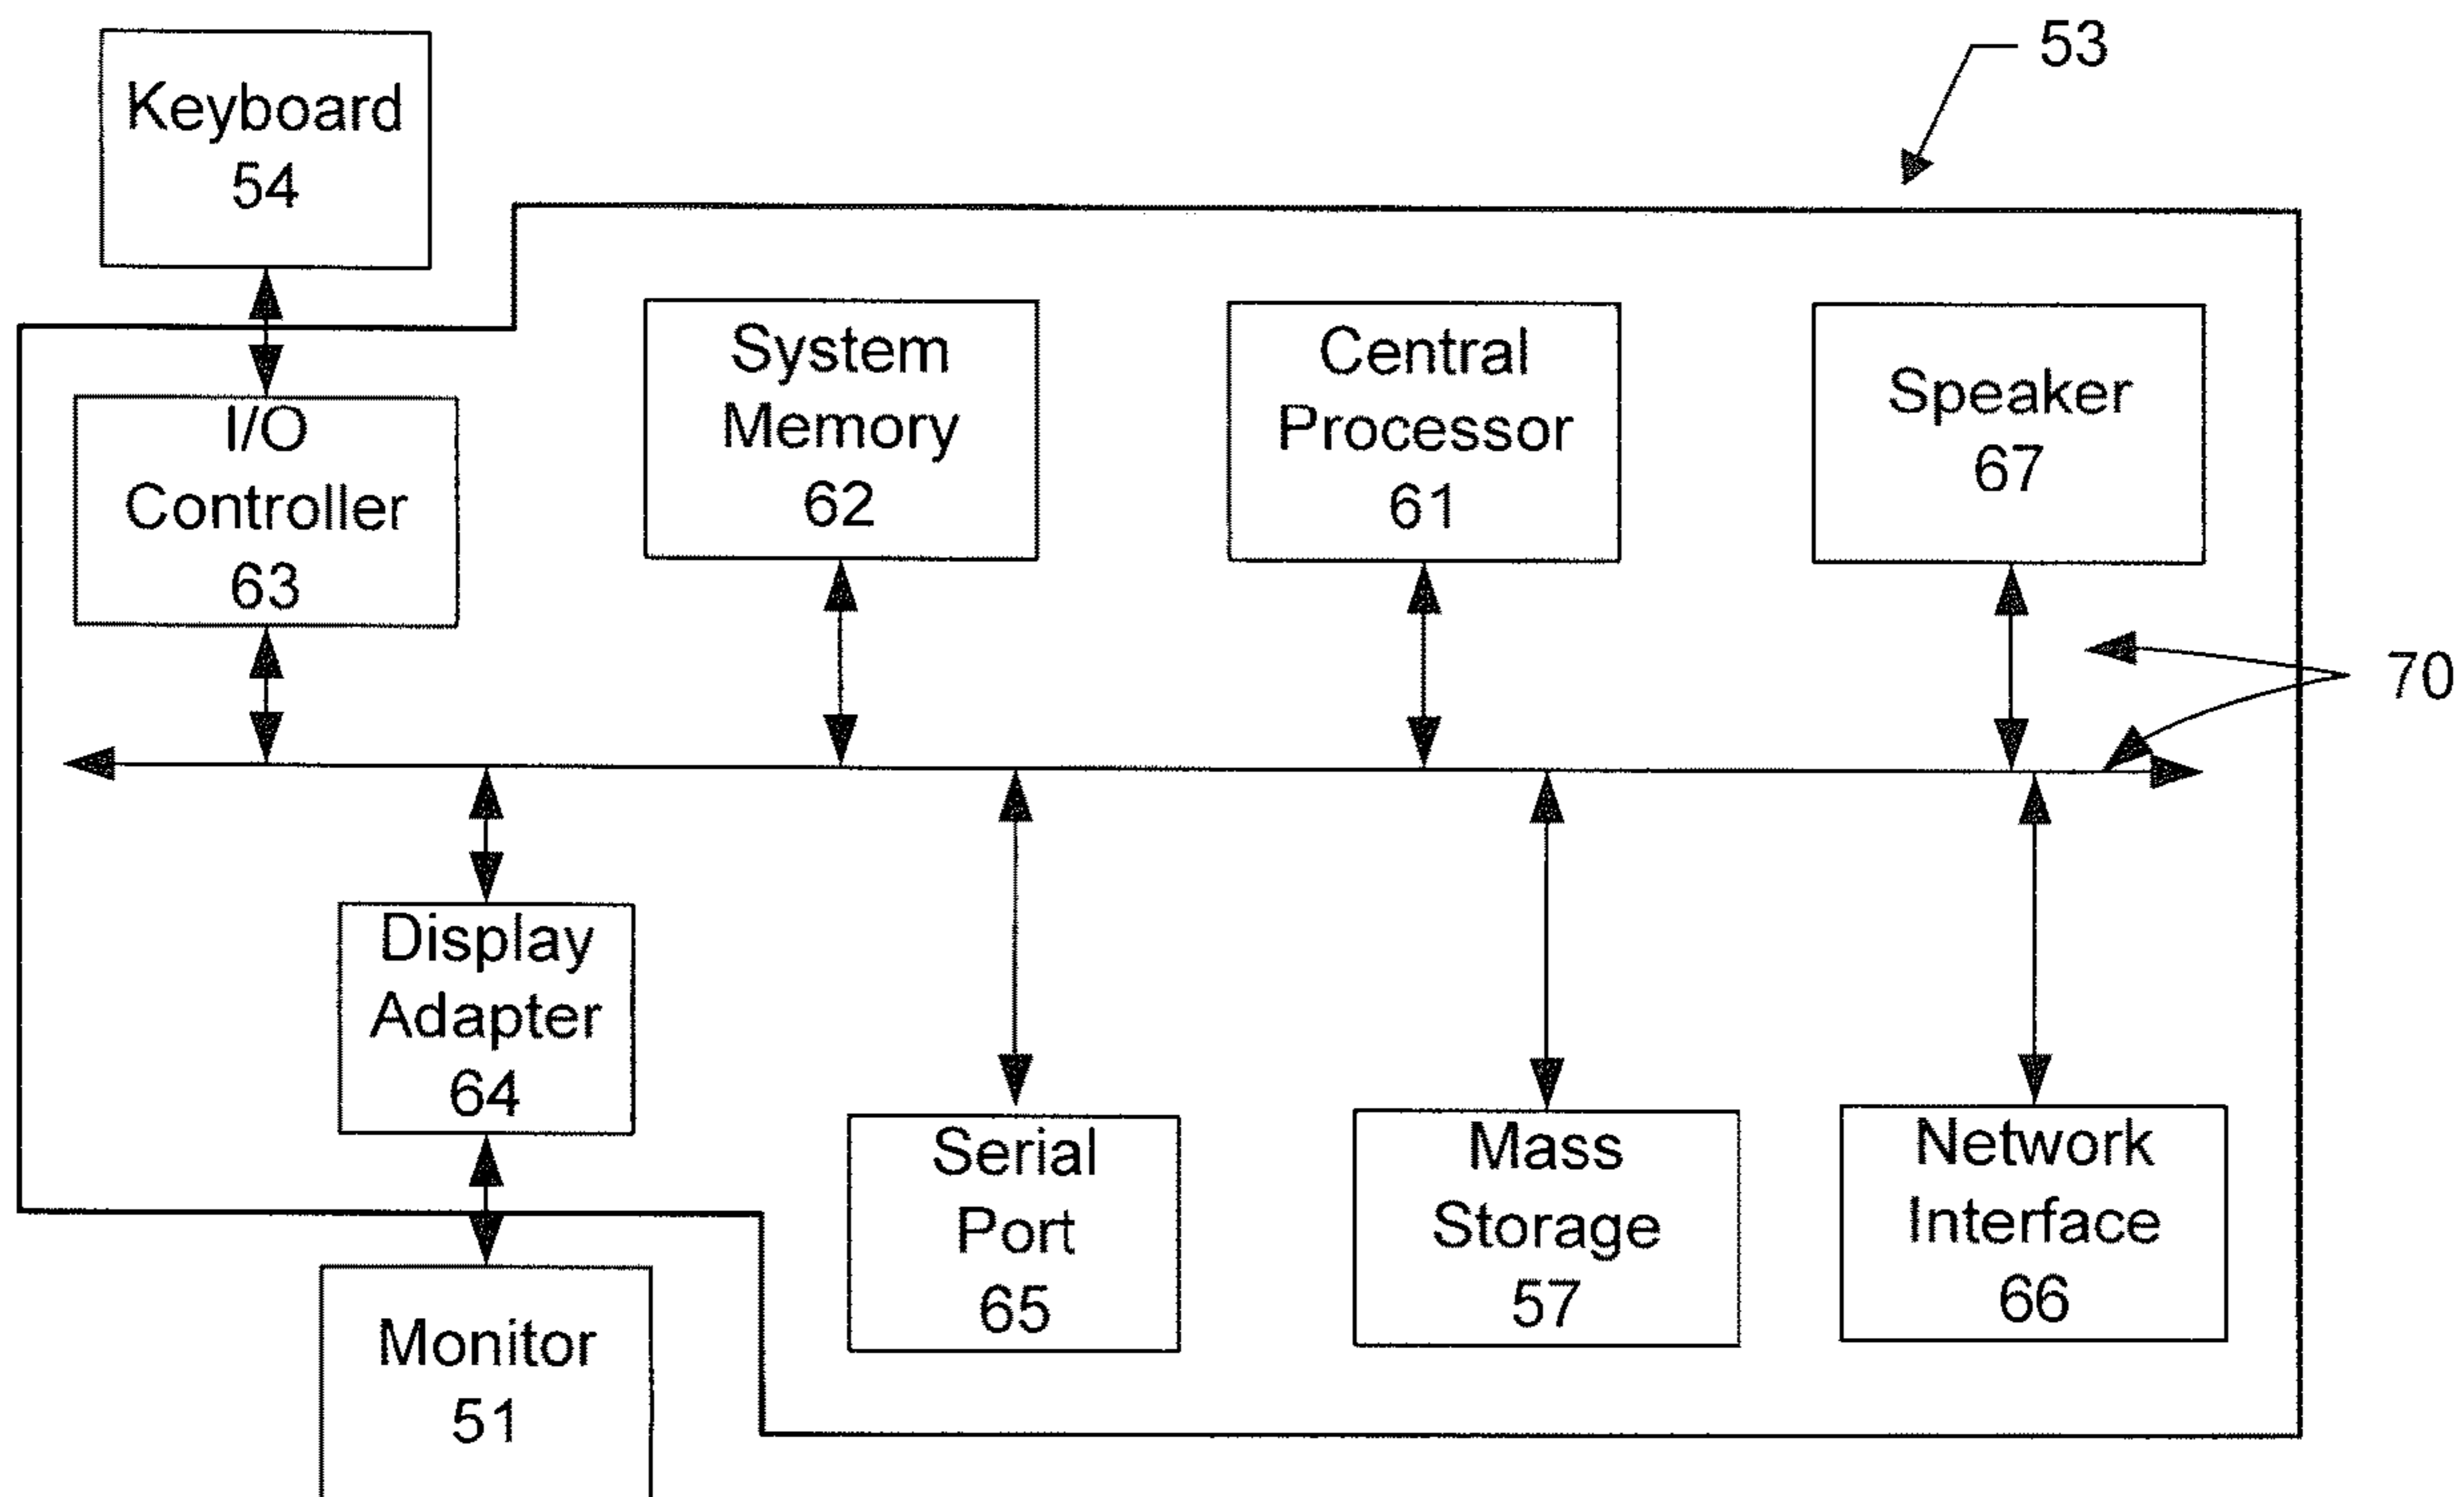 53
Keyboard
54
System
Memory
62
Central
Processor
61
Speaker
67
I/O
Controller
63
70
Display
Adapter
64
Serial
Port
65
Mass
Storage
57
Network
Interface
66
Monitor
51